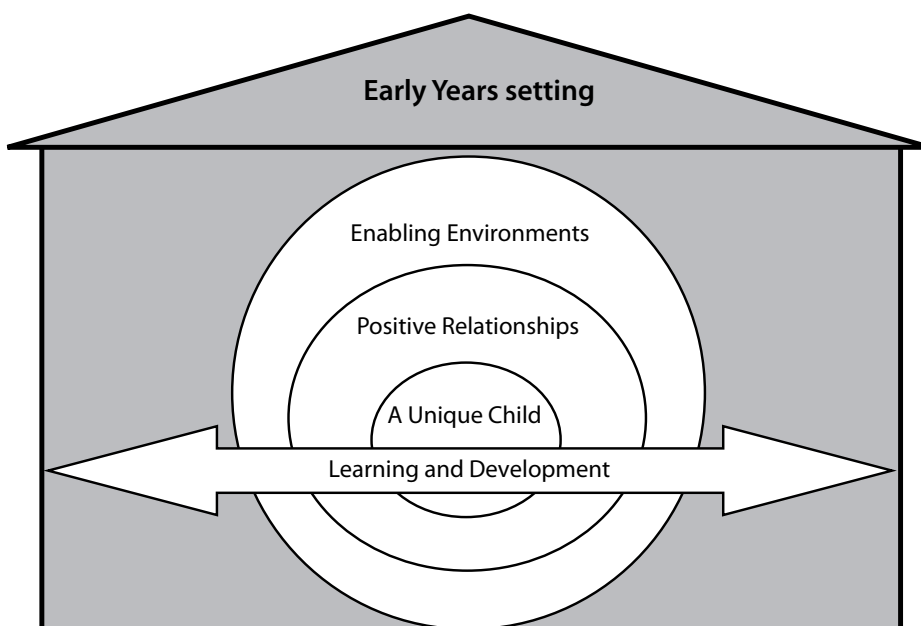 Early Years setting
Enabling Environments
Positive Relationships
A Unique Child
Learning and Development